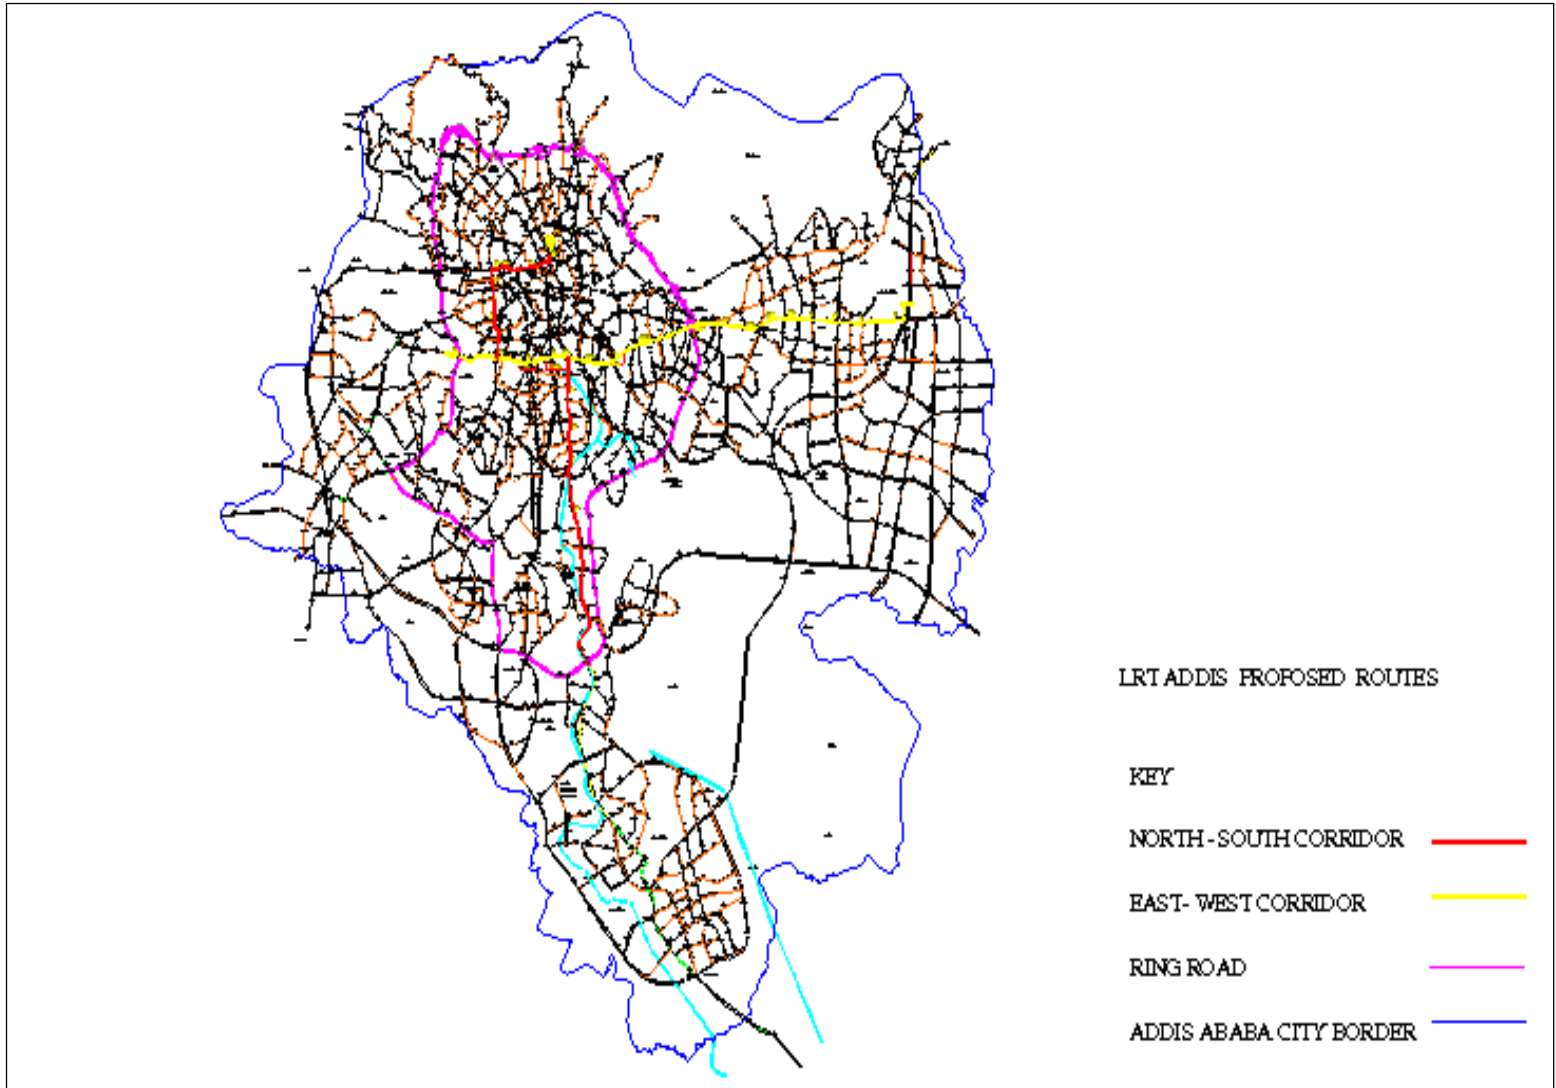 LRT ADDIS PROPOSED ROUTES
KEY
NORTH - SOUTH CORRIDOR
EAST- WEST CORRIDOR
RING ROAD
ADDIS ABABA CITY BORDER